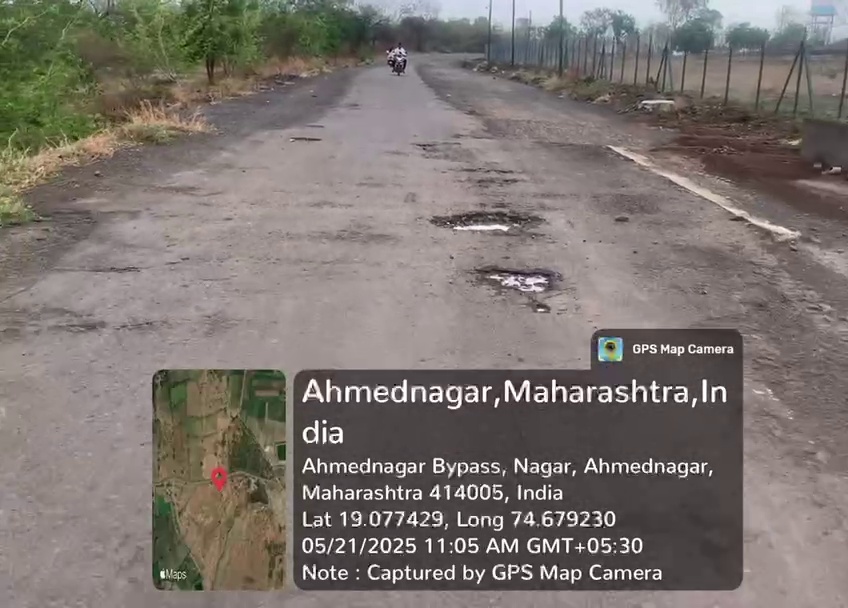 GPS Map Camera
Ahmednagar,Maharashtra,In
dia
Ahmednagar Bypass, Nagar, Ahmednagar,
Maharashtra 414005, India
Lat 19.077429, Long 74.679230
05/21/2025 11:05 AM GMT+05:30
Note : Captured by GPS Map Camera
Maps